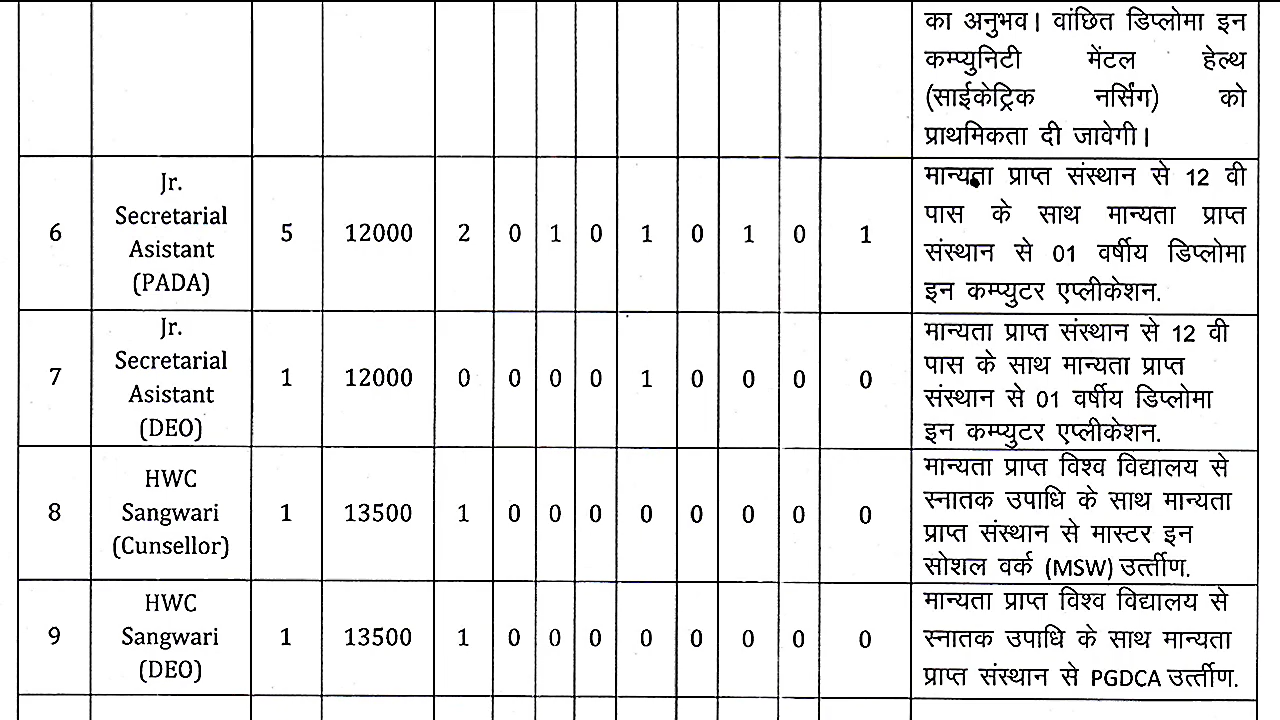 का अनुभव। वांछित डिप्लोमा इन
कम्प्युनिटी मेंटल हेल्थ
(साईकेट्रिक नर्सिंग) को
प्राथमिकता दी जावेगी।
6
Jr.
Secretarial
Asistant
(PADA)
5 12000 2 0 1 0 1 0 1 0 1
मान्यता प्राप्त संस्थान से 12 वी
पास के साथ मान्यता प्राप्त
संस्थान से 01 वर्षीय डिप्लोमा
इन कम्प्युटर एप्लीकेशन.
7
Jr.
Secretarial
Asistant
(DEO)
1 12000 0 0 0 0 1 0 0 0 0
मान्यता प्राप्त संस्थान से 12 वी
पास के साथ मान्यता प्राप्त
संस्थान से 01 वर्षीय डिप्लोमा
इन कम्प्युटर एप्लीकेशन.
8
HWC
Sangwari
(Cunsellor)
1 13500 1 0 0 0 0 0 0 0 0
मान्यता प्राप्त विश्व विद्यालय से
स्नातक उपाधि के साथ मान्यता
प्राप्त संस्थान से मास्टर इन
सोशल वर्क (MSW) उर्त्तीण.
9
HWC
Sangwari
(DEO)
1 13500 1 0 0 0 0 0 0 0 0
मान्यता प्राप्त विश्व विद्यालय से
स्नातक उपाधि के साथ मान्यता
प्राप्त संस्थान से PGDCA उर्त्तीण.